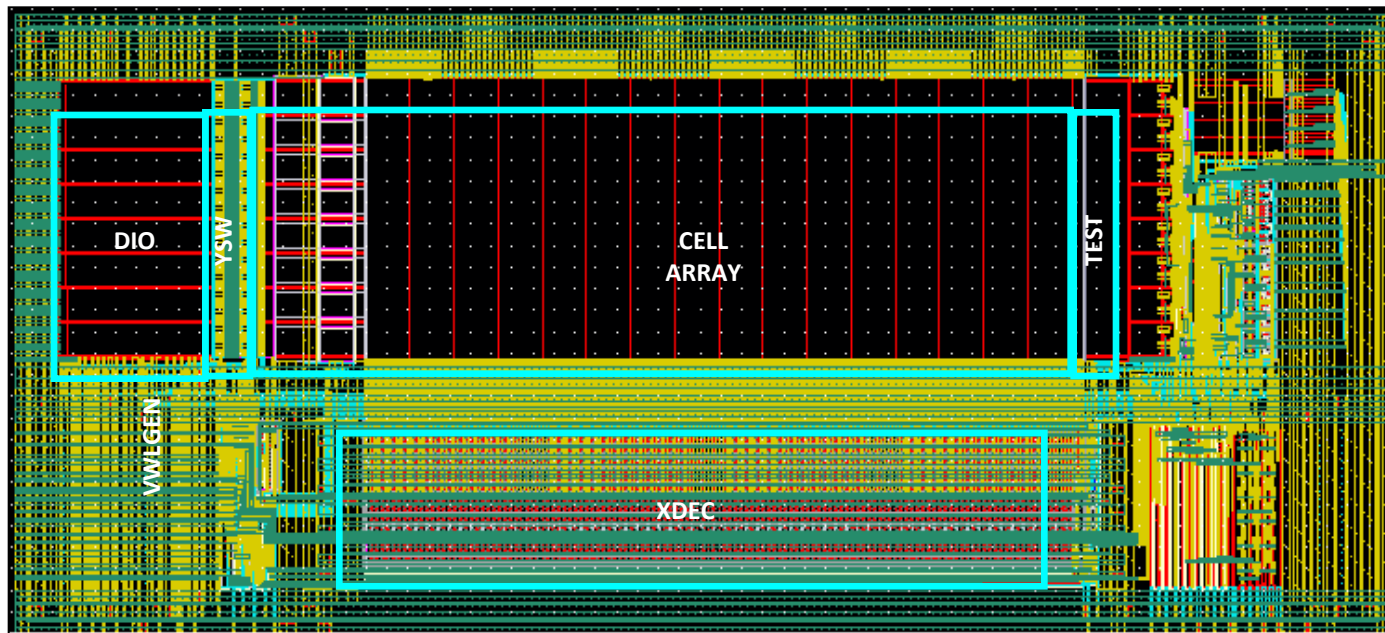 DIO
YSW
CELL
ARRAY
TEST
VWLGEN
XDEC